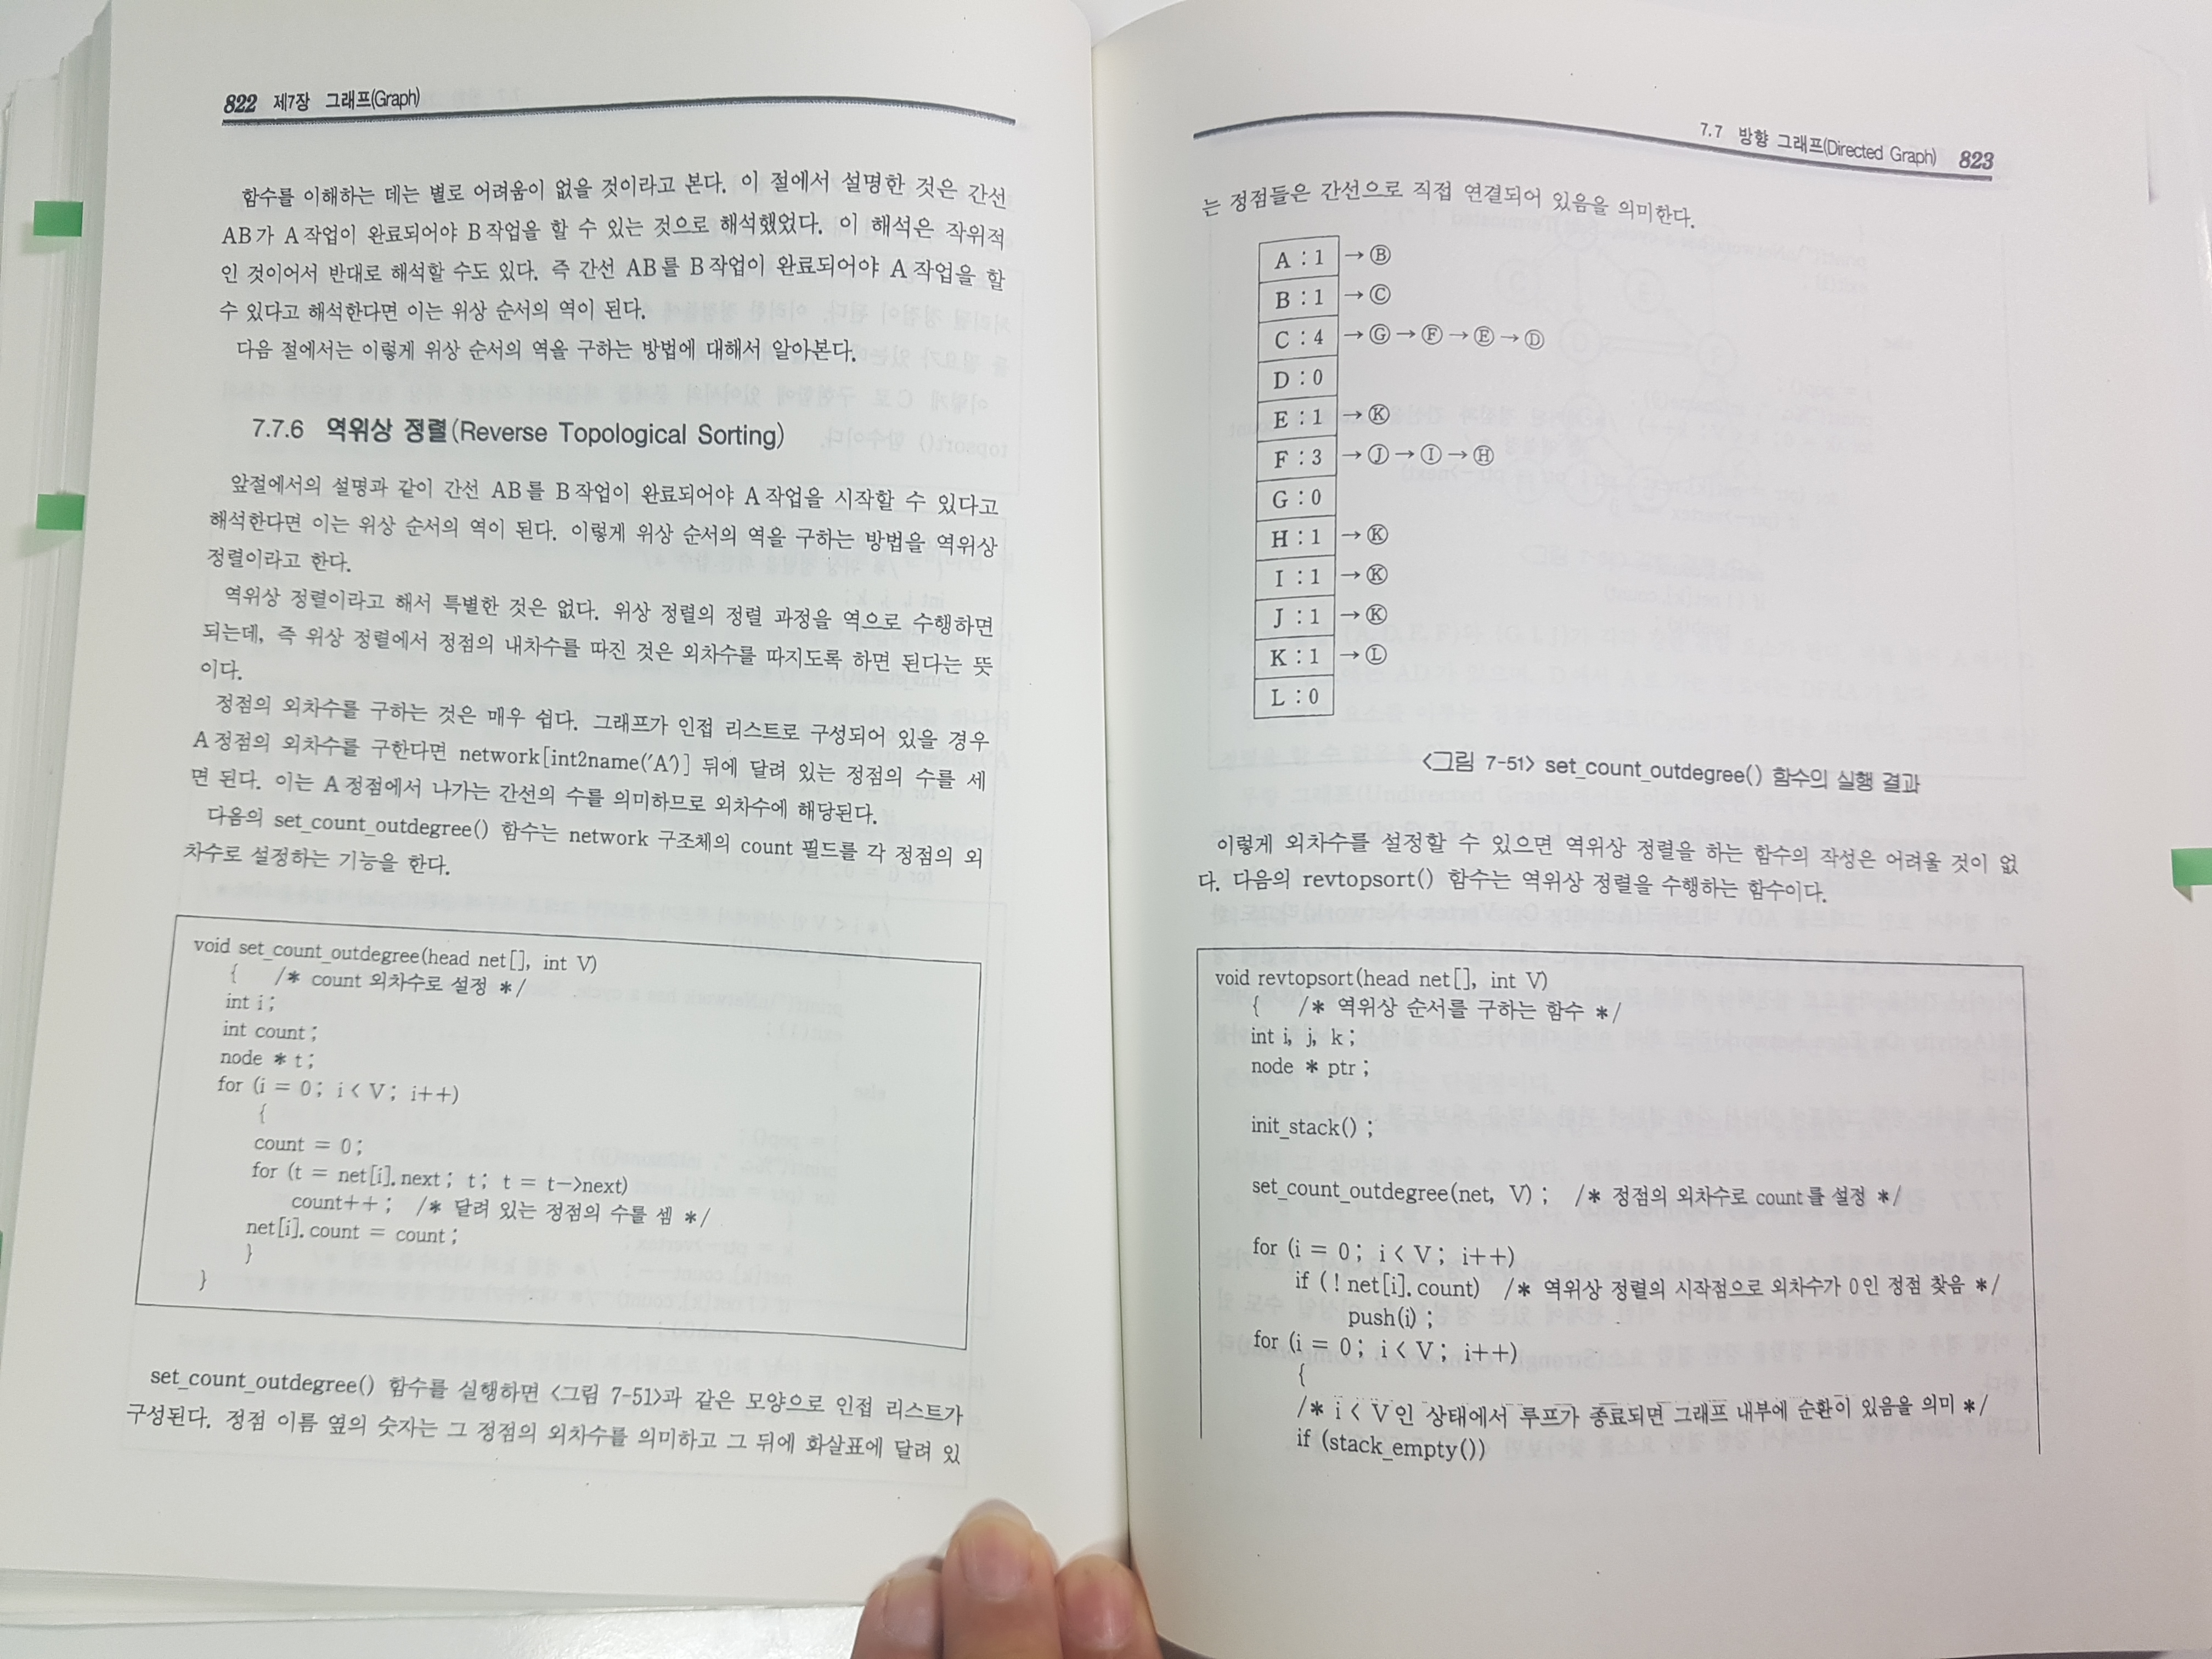 822 제7장 그래프(Graph)
함수를 이해하는 데는 별로 어려움이 없을 것이라고 본다. 이 절에서 설명한 것은 간선
AB가 A작업이 완료되어야 B작업을 할 수 있는 것으로 해석했었다. 이 해석은 작위적
인 것이어서 반대로 해석할 수도 있다. 즉 간선 AB를 B작업이 완료되어야 A작업을 할
수 있다고 해석한다면 이는 위상 순서의 역이 된다.
다음 절에서는 이렇게 위상 순서의 역을 구하는 방법에 대해서 알아본다.
7.7.6 역위상 정렬(Reverse Topological Sorting)
앞절에서의 설명과 같이 간선 AB를 B작업이 완료되어야 A작업을 시작할 수 있다고
해석한다면 이는 위상 순서의 역이 된다. 이렇게 위상 순서의 역을 구하는 방법을 역위상
정렬이라고 한다.
역위상 정렬이라고 해서 특별한 것은 없다. 위상 정렬의 정렬 과정을 역으로 수행하면
되는데, 즉 위상 정렬에서 정점의 내차수를 따진 것은 외차수를 따지도록 하면 된다는 뜻
이다.
정점의 외차수를 구하는 것은 매우 쉽다. 그래프가 인접 리스트로 구성되어 있을 경우
A정점의 외차수를 구한다면 network[int2name('A')] 뒤에 달려 있는 정점의 수를 세
면 된다. 이는 A정점에서 나가는 간선의 수를 의미하므로 외차수에 해당된다.
다음의 set_count_outdegree() 함수는 network 구조체의 count 필드를 각 정점의 외
차수로 설정하는 기능을 한다.
void set_count_outdegree(head net[], int V)
{ /* count 외차수로 설정 */
int i;
int count;
node * t;
for (i = 0; i < V; i++)
{
count = 0;
for (t = net[i].next; t; t = t->next)
count++; /* 달려 있는 정점의 수를 셈 */
net[i].count = count;
}
}
set_count_outdegree() 함수를 실행하면 <그림 7-51>과 같은 모양으로 인접 리스트가
구성된다. 정점 이름 옆의 숫자는 그 정점의 외차수를 의미하고 그 뒤에 화살표에 달려 있
7.7 방향 그래프(Directed Graph) 823
는 정점들은 간선으로 직접 연결되어 있음을 의미한다.
A : 1 → Ⓑ
B : 1 → Ⓒ
C : 4 → Ⓖ → Ⓕ → Ⓔ → Ⓓ
D : 0
E : 1 → Ⓚ
F : 3 → Ⓙ → Ⓘ → Ⓗ
G : 0
H : 1 → Ⓚ
I : 1 → Ⓚ
J : 1 → Ⓚ
K : 1 → Ⓛ
L : 0
<그림 7-51> set_count_outdegree() 함수의 실행 결과
이렇게 외차수를 설정할 수 있으면 역위상 정렬을 하는 함수의 작성은 어려울 것이 없
다. 다음의 revtopsort() 함수는 역위상 정렬을 수행하는 함수이다.
void revtopsort(head net[], int V)
{ /* 역위상 순서를 구하는 함수 */
int i, j, k;
node * ptr;
init_stack();
set_count_outdegree(net, V); /* 정점의 외차수로 count를 설정 */
for (i = 0; i < V; i++)
if (! net[i].count) /* 역위상 정렬의 시작점으로 외차수가 0인 정점 찾음 */
push(i);
for (i = 0; i < V; i++)
{
/* i < V인 상태에서 루프가 종료되면 그래프 내부에 순환이 있음을 의미 */
if (stack_empty())